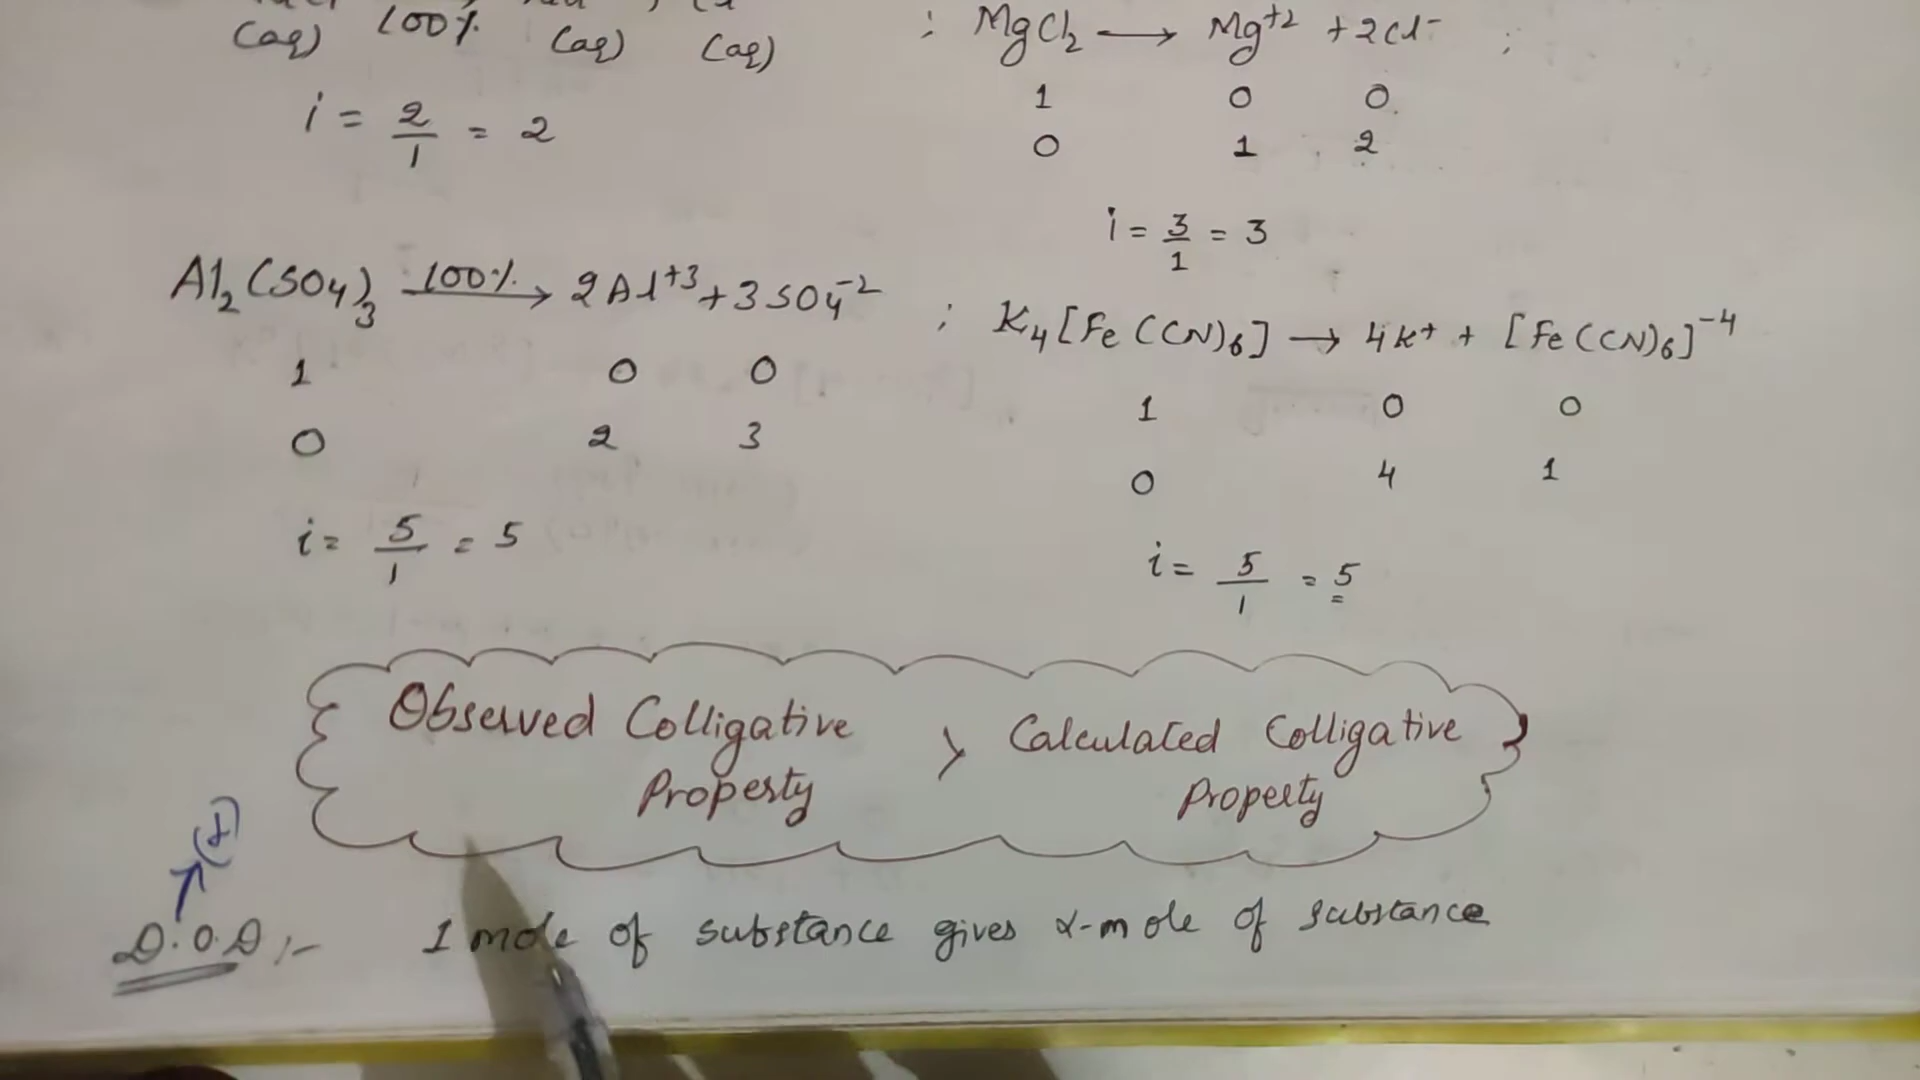 (aq) 100% (aq) (aq)
; MgCl₂ ⟶ Mg⁺² + 2Cl⁻ ;
1 0 0
0 1 2
i = 2/1 = 2
i = 3/1 = 3
Al₂(SO₄)₃ 100%⟶ 2Al⁺³ + 3SO₄⁻²
1 0 0
0 2 3
i = 5/1 = 5
; K₄[Fe(CN)₆] → 4K⁺ + [Fe(CN)₆]⁻⁴
1 0 0
0 4 1
i = 5/1 = 5
Observed Colligative > Calculated Colligative
Property Property
D.O.D :- 1 mole of substance gives α-mole of substance